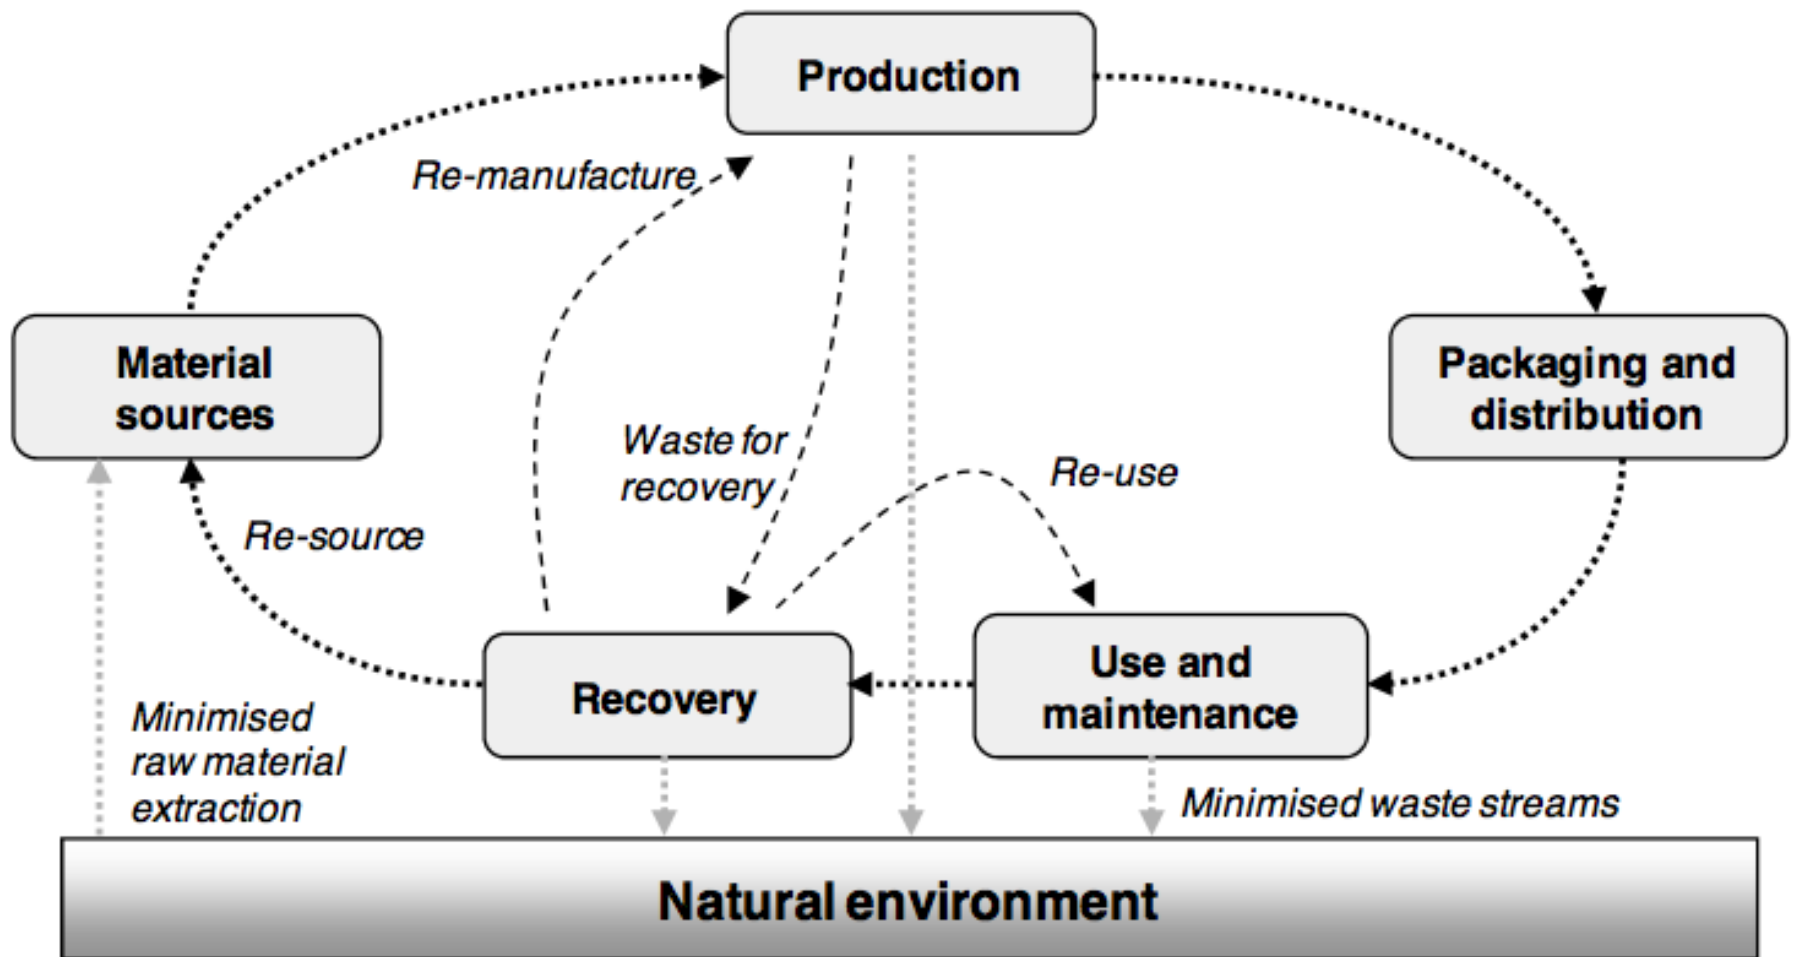 Production
Re-manufacture
Material
sources
Packaging and
distribution
Waste for
recovery
Re-use
Re-source
Recovery
Use and
maintenance
Minimised
raw material
extraction
Minimised waste streams
Natural environment